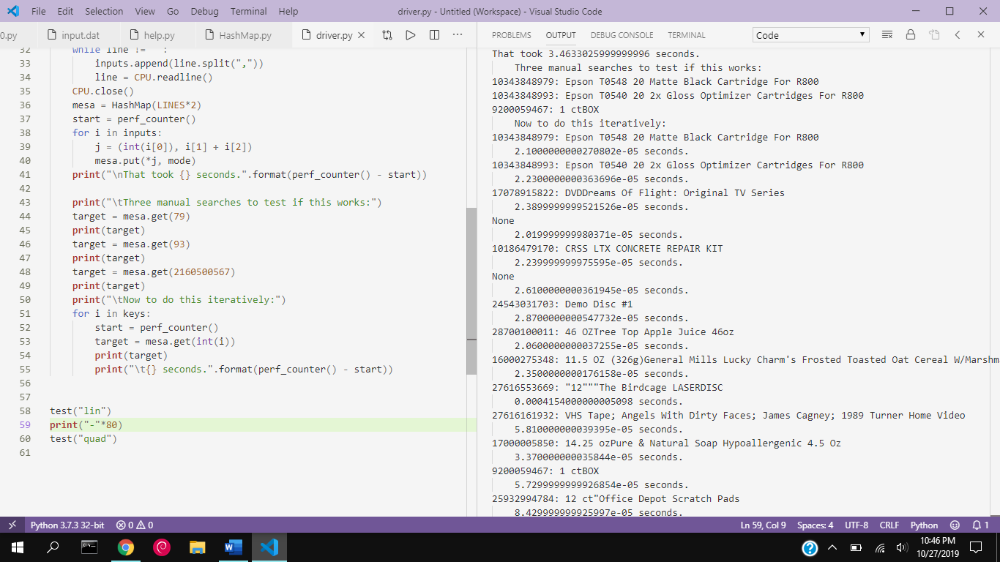 File Edit Selection View Go Debug Terminal Help driver.py - Untitled (Workspace) - Visual Studio Code
0.py input.dat help.py HashMap.py driver.py
32 while line !=
33 inputs.append(line.split(","))
34 line = CPU.readline()
35 CPU.close()
36 mesa = HashMap(LINES*2)
37 start = perf_counter()
38 for i in inputs:
39 j = (int(i[0]), i[1] + i[2])
40 mesa.put(*j, mode)
41 print("\nThat took {} seconds.".format(perf_counter() - start))
42
43 print("\tThree manual searches to test if this works:")
44 target = mesa.get(79)
45 print(target)
46 target = mesa.get(93)
47 print(target)
48 target = mesa.get(2160500567)
49 print(target)
50 print("\tNow to do this iteratively:")
51 for i in keys:
52 start = perf_counter()
53 target = mesa.get(int(i))
54 print(target)
55 print("\t{} seconds.".format(perf_counter() - start))
56
57
58 test("lin")
59 print("-"*80)
60 test("quad")
61
PROBLEMS OUTPUT DEBUG CONSOLE TERMINAL Code
That took 3.4633025999999996 seconds.
Three manual searches to test if this works:
10343848979: Epson T0548 20 Matte Black Cartridge For R800
10343848993: Epson T0540 20 2x Gloss Optimizer Cartridges For R800
9200059467: 1 ctBOX
Now to do this iteratively:
10343848979: Epson T0548 20 Matte Black Cartridge For R800
2.1000000000270802e-05 seconds.
10343848993: Epson T0540 20 2x Gloss Optimizer Cartridges For R800
2.2300000000363696e-05 seconds.
17078915822: DVDDreams Of Flight: Original TV Series
2.3899999999521526e-05 seconds.
None
2.019999999980371e-05 seconds.
10186479170: CRSS LTX CONCRETE REPAIR KIT
2.239999999975595e-05 seconds.
None
2.6100000000361945e-05 seconds.
24543031703: Demo Disc #1
2.8700000000547732e-05 seconds.
28700100011: 46 OZTree Top Apple Juice 46oz
2.0600000000037255e-05 seconds.
16000275348: 11.5 OZ (326g)General Mills Lucky Charm's Frosted Toasted Oat Cereal W/Marshm
2.3500000000176158e-05 seconds.
27616553669: "12"""The Birdcage LASERDISC
0.0004154000000005098 seconds.
27616161932: VHS Tape; Angels With Dirty Faces; James Cagney; 1989 Turner Home Video
5.8100000000039395e-05 seconds.
17000005850: 14.25 ozPure & Natural Soap Hypoallergenic 4.5 Oz
3.370000000035844e-05 seconds.
9200059467: 1 ctBOX
5.7299999999926854e-05 seconds.
25932994784: 12 ct"Office Depot Scratch Pads
8.429999999925997e-05 seconds.
Python 3.7.3 32-bit 0 0 Ln 59, Col 9 Spaces: 4 UTF-8 CRLF Python 1
10:46 PM
10/27/2019